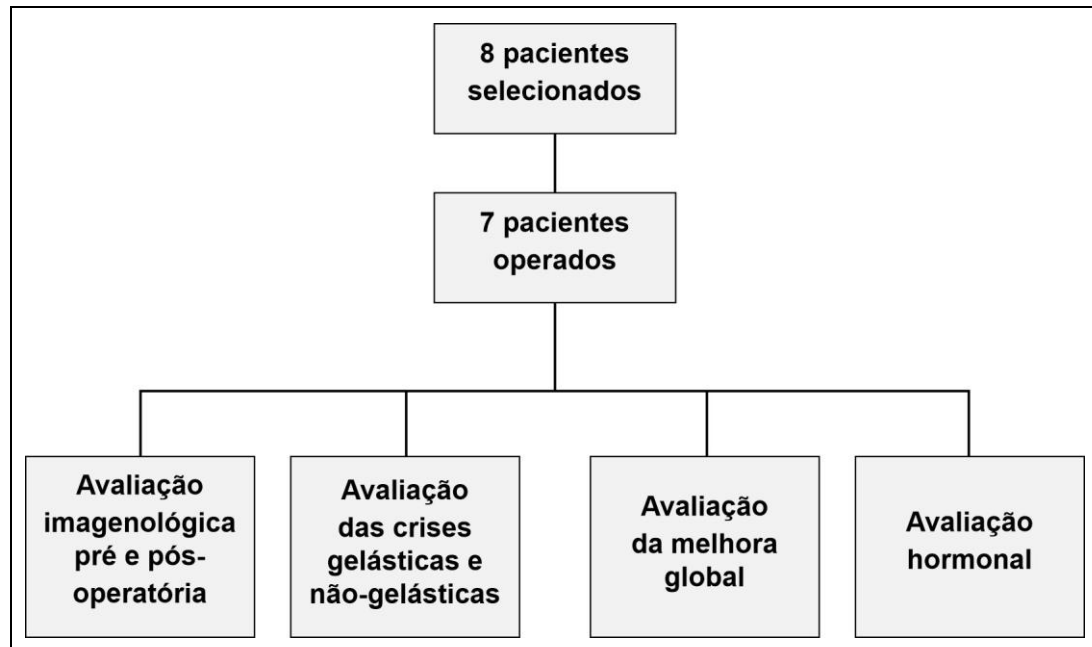 8 pacientes
selecionados
7 pacientes
operados
Avaliação
imagenológica
pré e pós-
operatória
Avaliação
das crises
gelásticas e
não-gelásticas
Avaliação
da melhora
global
Avaliação
hormonal